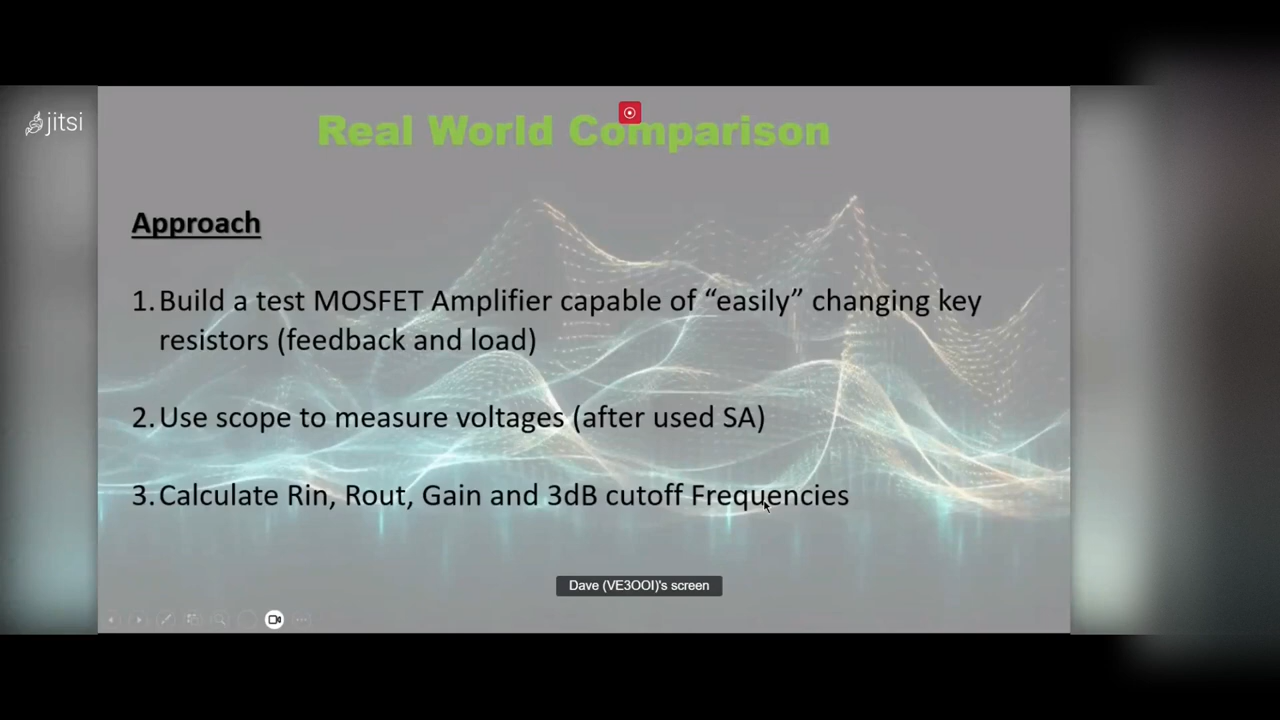 jitsi
Real World Comparison
Approach
1. Build a test MOSFET Amplifier capable of “easily” changing key
resistors (feedback and load)
2. Use scope to measure voltages (after used SA)
3. Calculate Rin, Rout, Gain and 3dB cutoff Frequencies
Dave (VE3OOI)'s screen